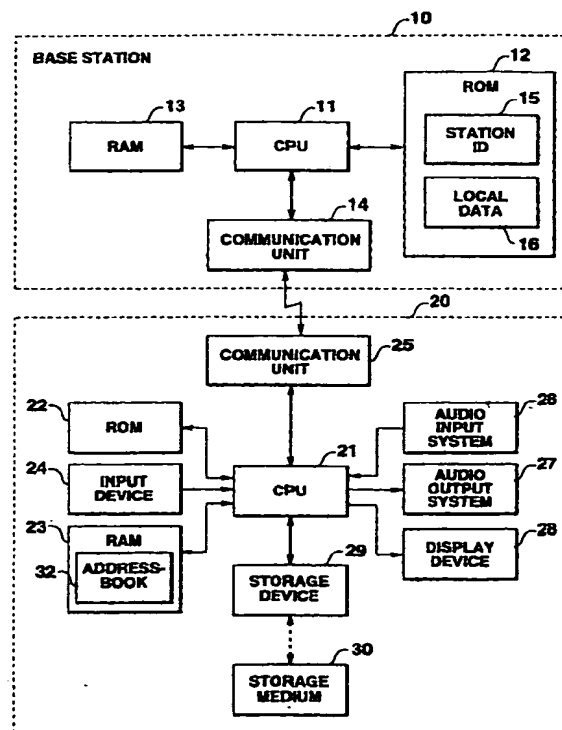 10
BASE STATION
12
ROM
13
RAM
11
CPU
15
STATION
ID
LOCAL
DATA
16
14
COMMUNICATION
UNIT
20
COMMUNICATION
UNIT
25
22
ROM
26
AUDIO
INPUT
SYSTEM
24
INPUT
DEVICE
21
CPU
27
AUDIO
OUTPUT
SYSTEM
23
RAM
32
ADDRESS-
BOOK
28
DISPLAY
DEVICE
29
STORAGE
DEVICE
30
STORAGE
MEDIUM